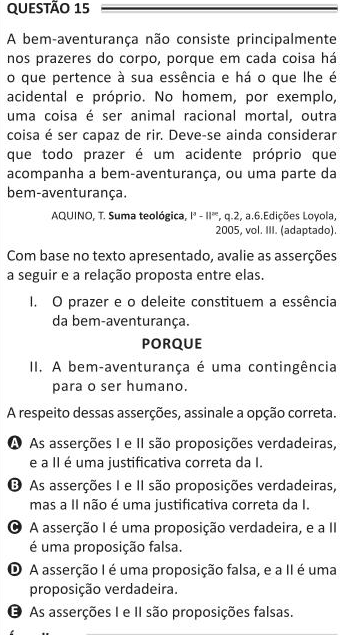 QUESTÃO 15
A bem-aventurança não consiste principalmente
nos prazeres do corpo, porque em cada coisa há
o que pertence à sua essência e há o que lhe é
acidental e próprio. No homem, por exemplo,
uma coisa é ser animal racional mortal, outra
coisa é ser capaz de rir. Deve-se ainda considerar
que todo prazer é um acidente próprio que
acompanha a bem-aventurança, ou uma parte da
bem-aventurança.
AQUINO, T. Suma teológica, Iª - IIᵃᵉ, q.2, a.6.Edições Loyola,
2005, vol. III. (adaptado).
Com base no texto apresentado, avalie as asserções
a seguir e a relação proposta entre elas.
I. O prazer e o deleite constituem a essência
da bem-aventurança.
PORQUE
II. A bem-aventurança é uma contingência
para o ser humano.
A respeito dessas asserções, assinale a opção correta.
A As asserções I e II são proposições verdadeiras,
e a II é uma justificativa correta da I.
B As asserções I e II são proposições verdadeiras,
mas a II não é uma justificativa correta da I.
C A asserção I é uma proposição verdadeira, e a II
é uma proposição falsa.
D A asserção I é uma proposição falsa, e a II é uma
proposição verdadeira.
E As asserções I e II são proposições falsas.